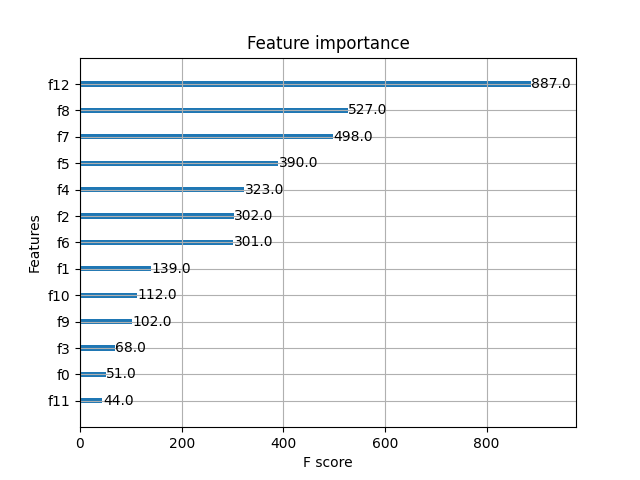 Feature importance
f12 887.0
f8 527.0
f7 498.0
f5 390.0
f4 323.0
f2 302.0
f6 301.0
f1 139.0
f10 112.0
f9 102.0
f3 68.0
f0 51.0
f11 44.0
Features
0 200 400 600 800
F score